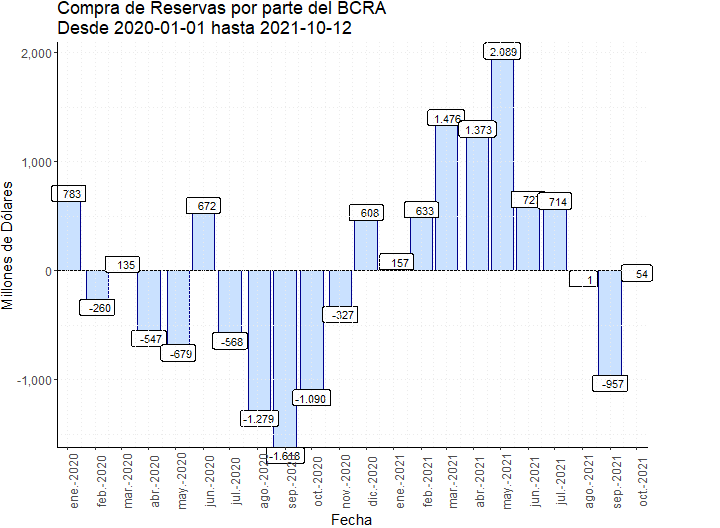 Compra de Reservas por parte del BCRA
Desde 2020-01-01 hasta 2021-10-12
Millones de Dólares
2,000
1,000
0
-1,000
783
-260
135
-547
-679
672
-568
-1.279
-1.090
-327
608
157
633
1.476
1.373
2.089
714
1
-957
54
ene.-2020
feb.-2020
mar.-2020
abr.-2020
may.-2020
jun.-2020
jul.-2020
ago.-2020
sep.-2020
oct.-2020
nov.-2020
dic.-2020
ene.-2021
feb.-2021
mar.-2021
abr.-2021
may.-2021
jun.-2021
jul.-2021
ago.-2021
sep.-2021
oct.-2021
Fecha